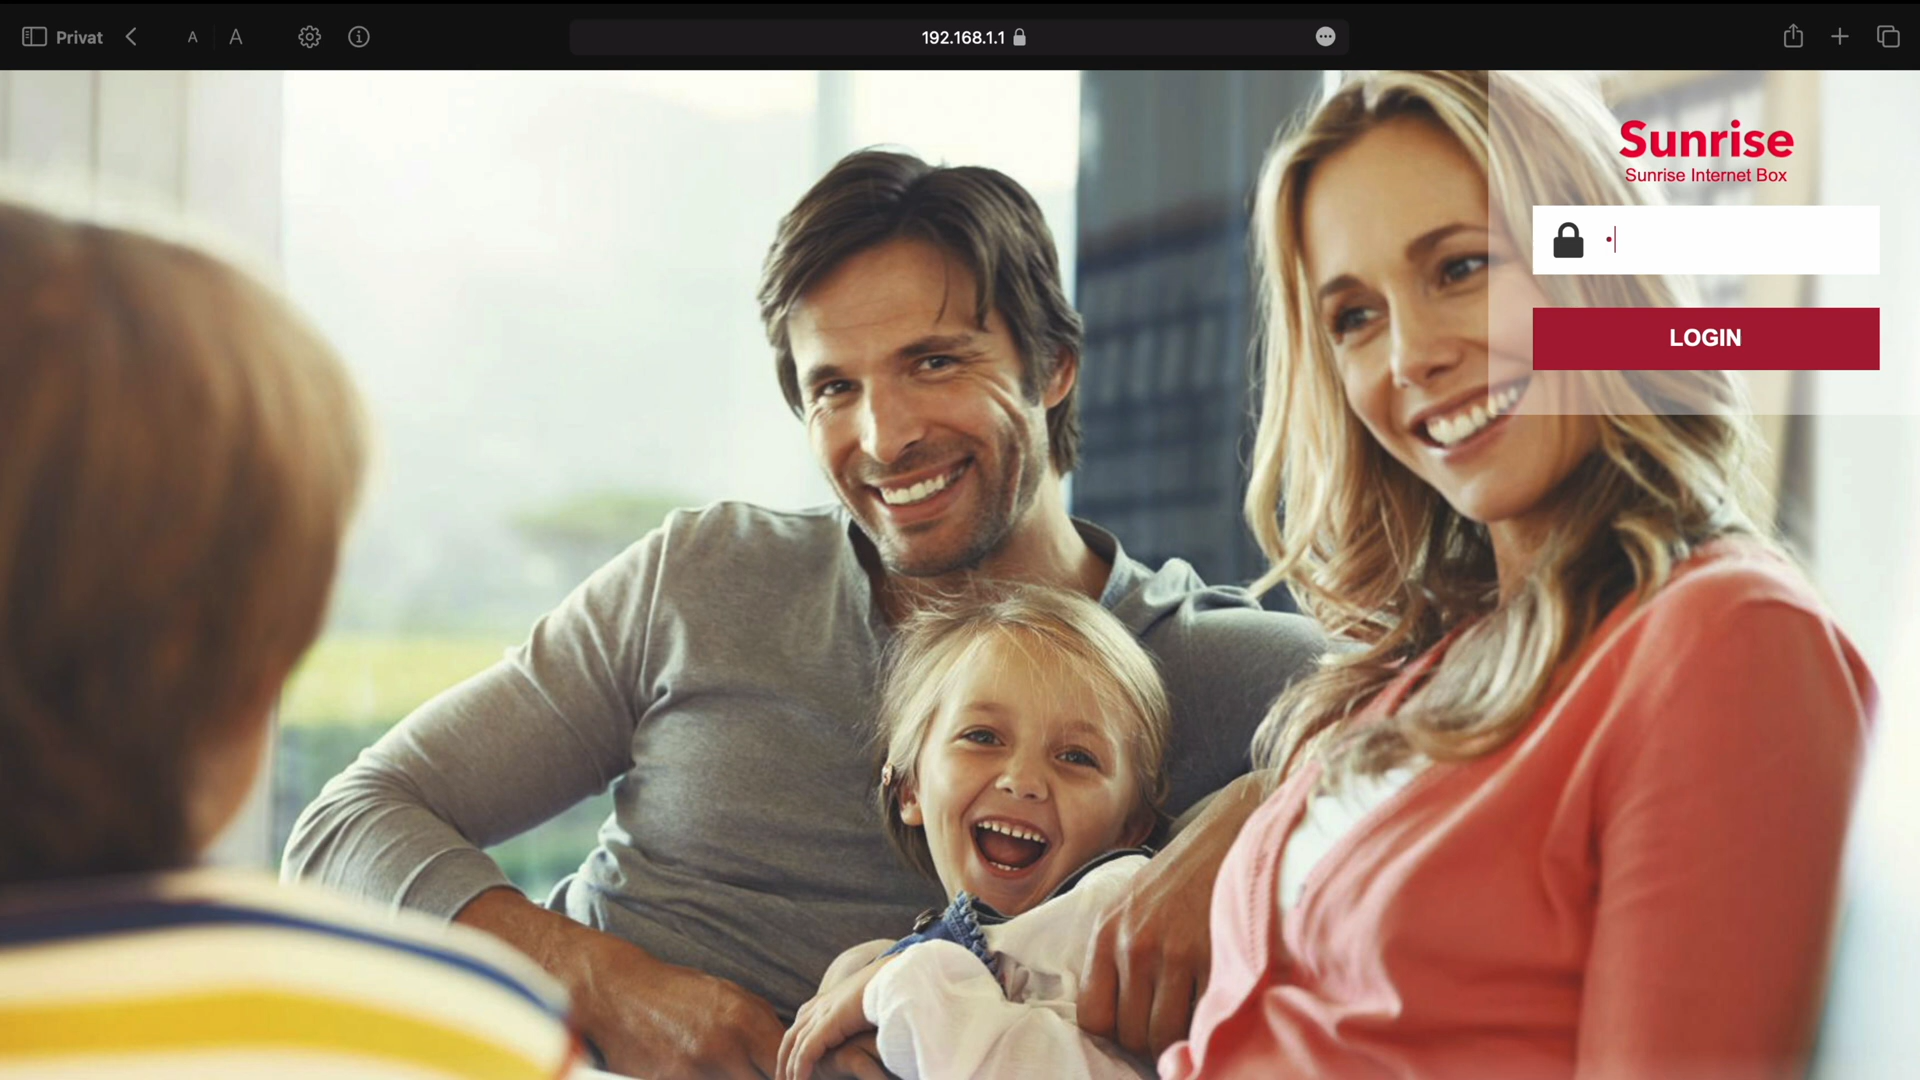 Privat
A A
192.168.1.1
Sunrise
Sunrise Internet Box
LOGIN